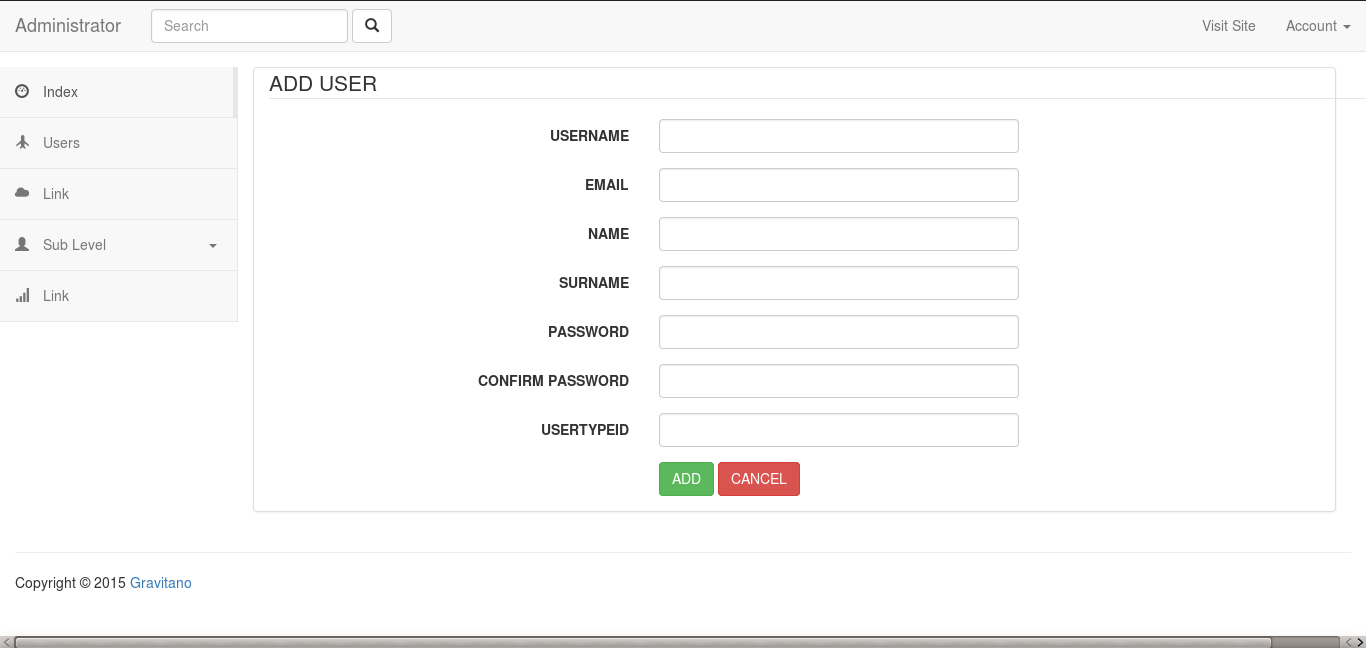 Administrator Search Visit Site Account
Index
Users
Link
Sub Level
Link
ADD USER
USERNAME
EMAIL
NAME
SURNAME
PASSWORD
CONFIRM PASSWORD
USERTYPEID
ADD CANCEL
Copyright © 2015 Gravitano